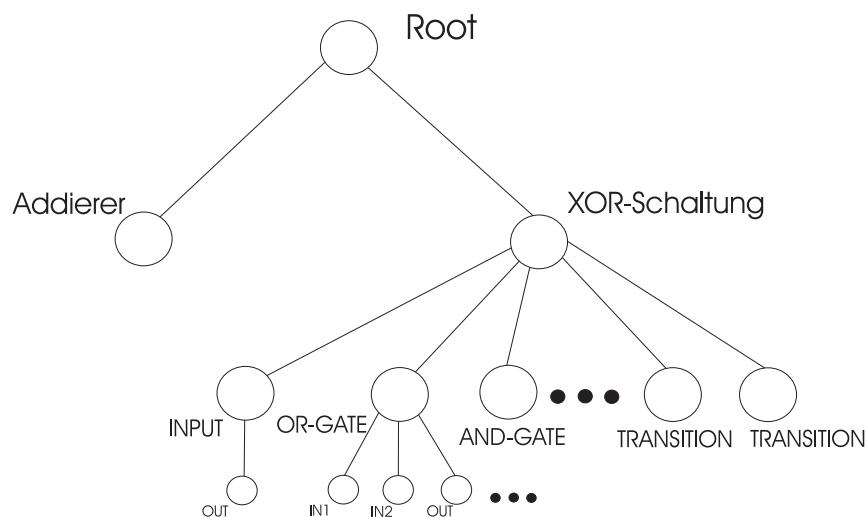 Root
Addierer
XOR-Schaltung
INPUT
OR-GATE
AND-GATE
TRANSITION
TRANSITION
OUT
IN1
IN2
OUT